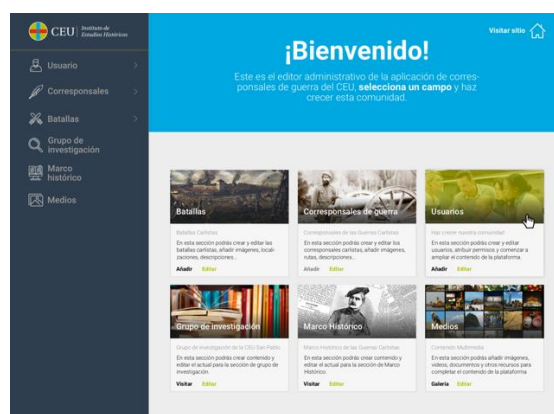 CEU
Instituto de
Estudios Históricos
Usuario
Corresponsales
Batallas
Grupo de
investigación
Marco
histórico
Medios
Visitar sitio
¡Bienvenido!
Este es el editor administrativo de la aplicación de corres-
ponsales de guerra del CEU, selecciona un campo y haz
crecer esta comunidad.
Batallas
Batallas Carlistas
En esta sección podrás crear y editar las
batallas carlistas, añadir imágenes, locali-
zaciones, descripciones...
Añadir Editar
Corresponsales de guerra
Corresponsales de las Guerras Carlistas
En esta sección podrás crear y editar los
corresponsales carlistas, añadir imágenes,
rutas, descripciones...
Añadir Editar
Usuarios
Haz crecer nuestra comunidad!
En esta sección podrás crear y editar
usuarios, atribuir permisos y comenzar a
ampliar el contenido de la plataforma.
Añadir Editar
Grupo de investigación
Grupo de investigación de la CEU San Pablo
En esta sección podrás crear contenido y
editar el actual para la sección de grupo de
investigación.
Visitar Editar
Marco Histórico
Marco Histórico de las Guerras Carlistas
En esta sección podrás crear contenido y
editar el actual para la sección de Marco
Histórico.
Visitar Editar
Medios
Contenido Multimedia
En esta sección podrás añadir imágenes,
vídeos, documentos y otros recursos para
completar el contenido de la plataforma
Galería Editar